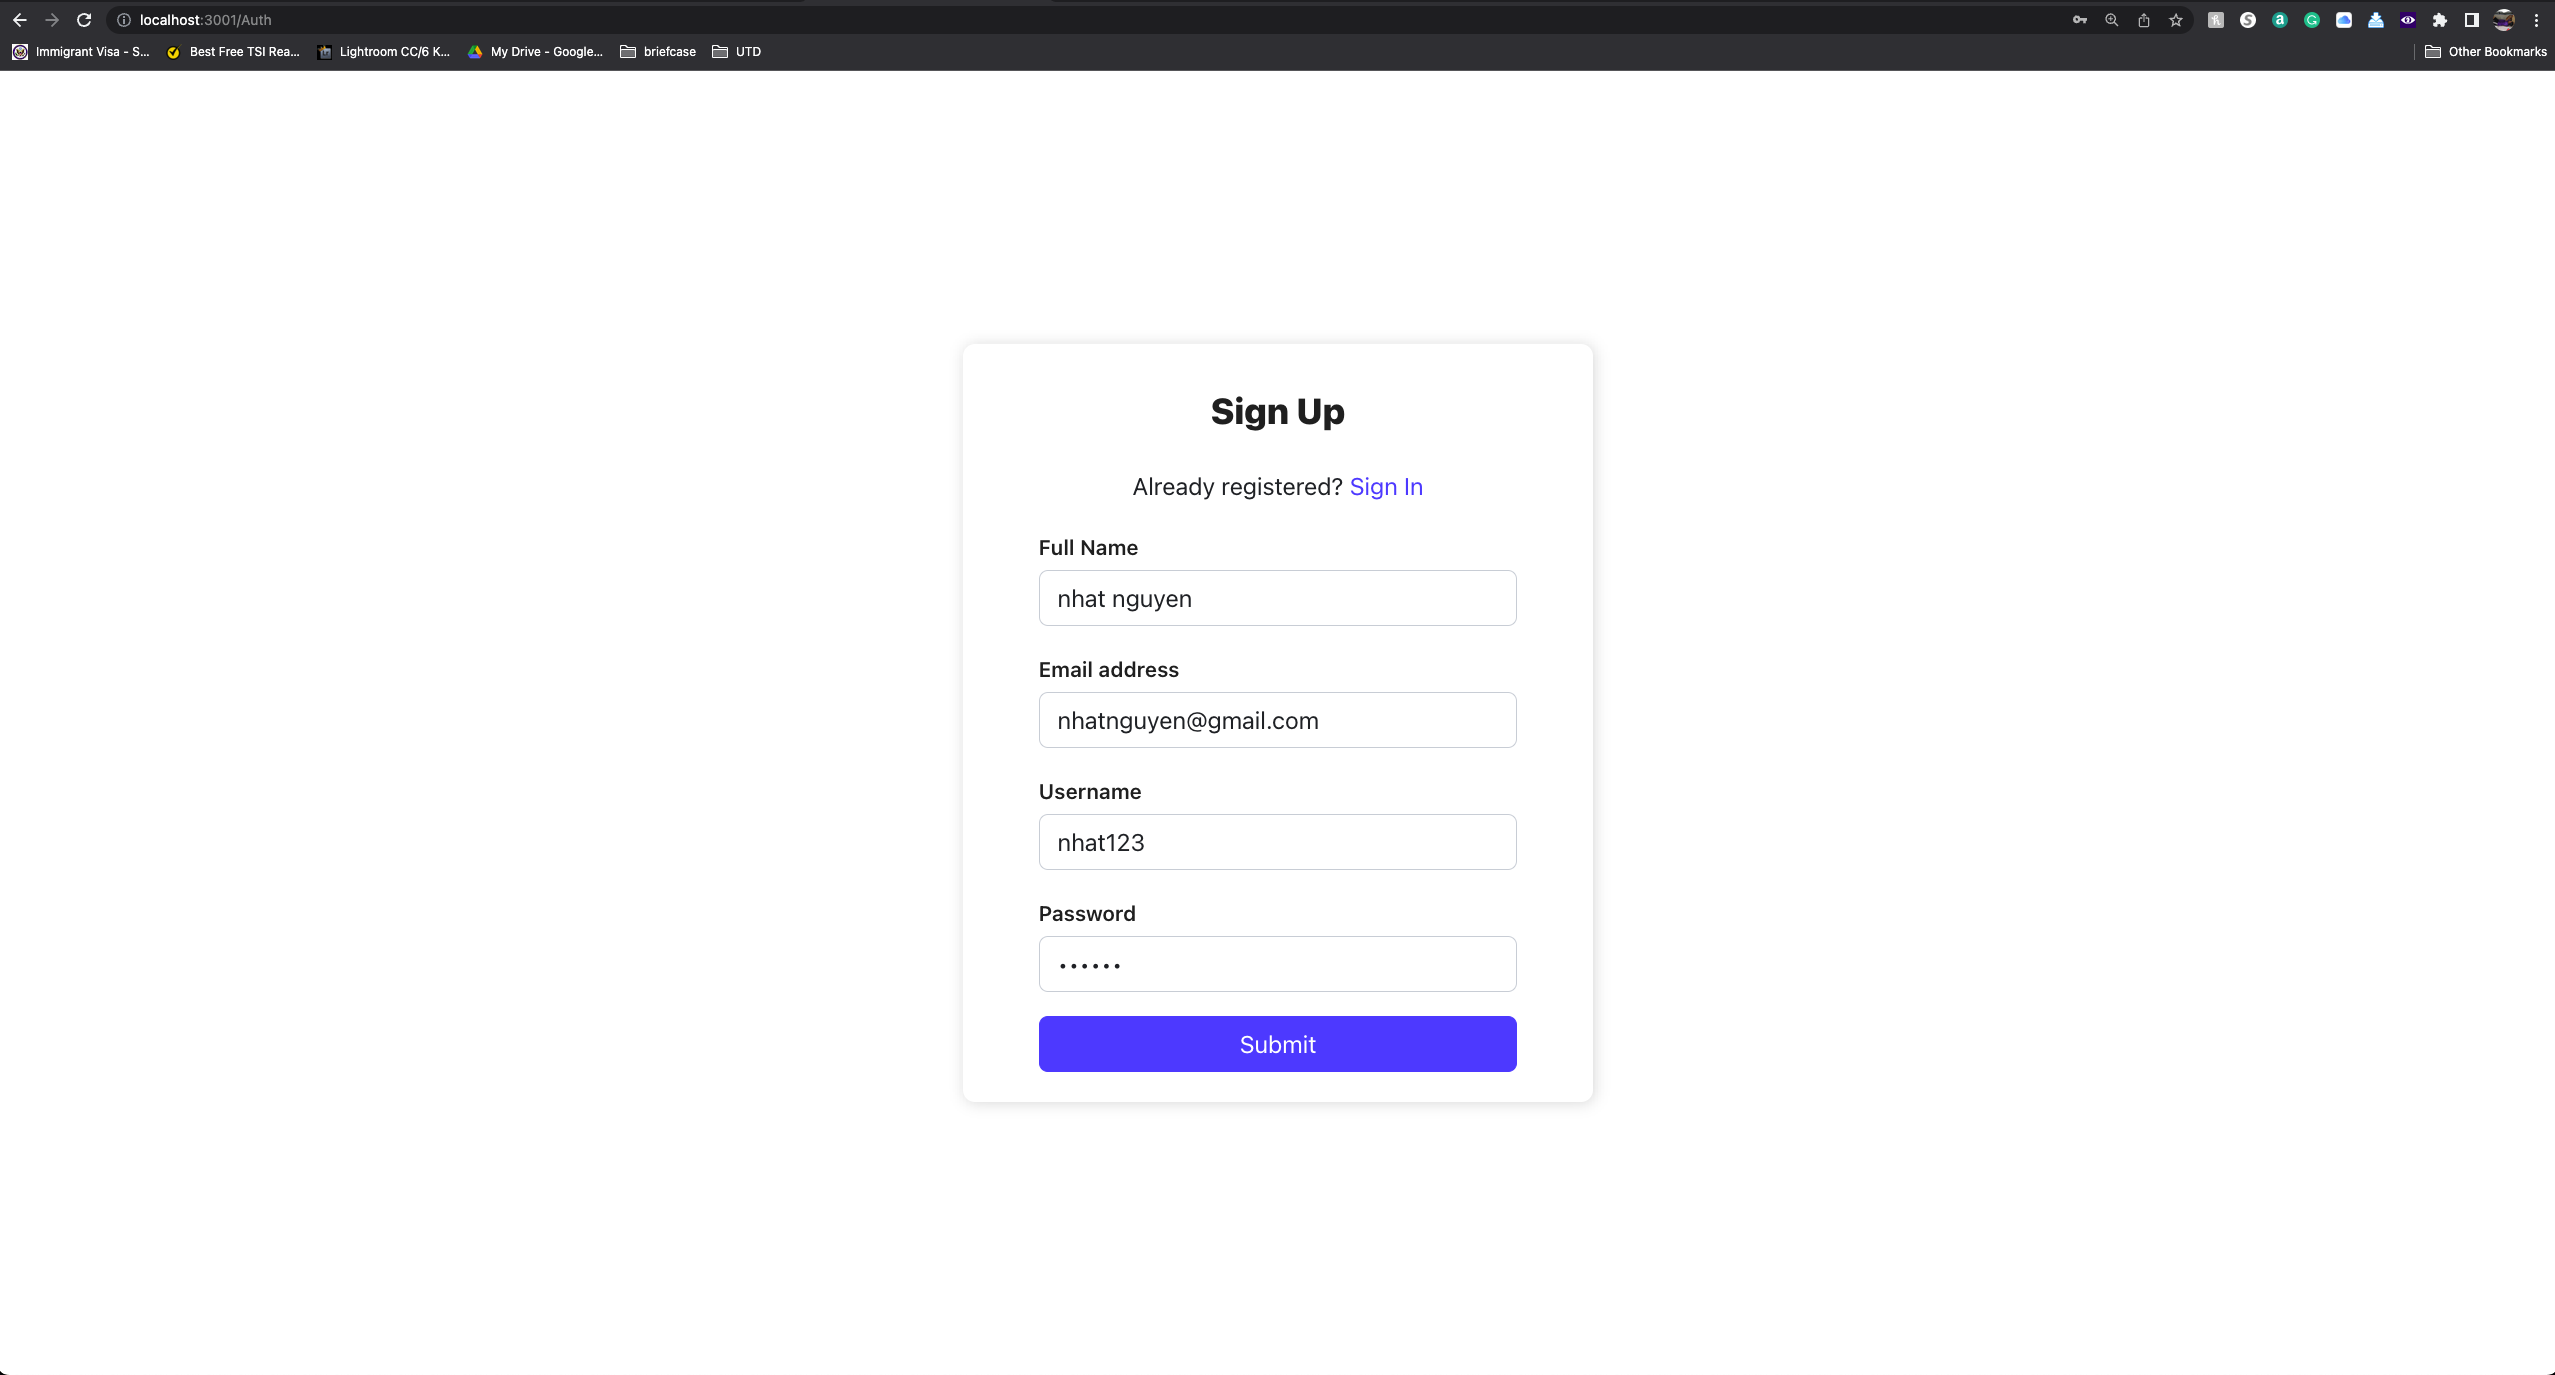 localhost:3001/Auth
Immigrant Visa - S... Best Free TSI Rea... Lightroom CC/6 K... My Drive - Google... briefcase UTD Other Bookmarks
Sign Up
Already registered? Sign In
Full Name
nhat nguyen
Email address
nhatnguyen@gmail.com
Username
nhat123
Password
••••••
Submit